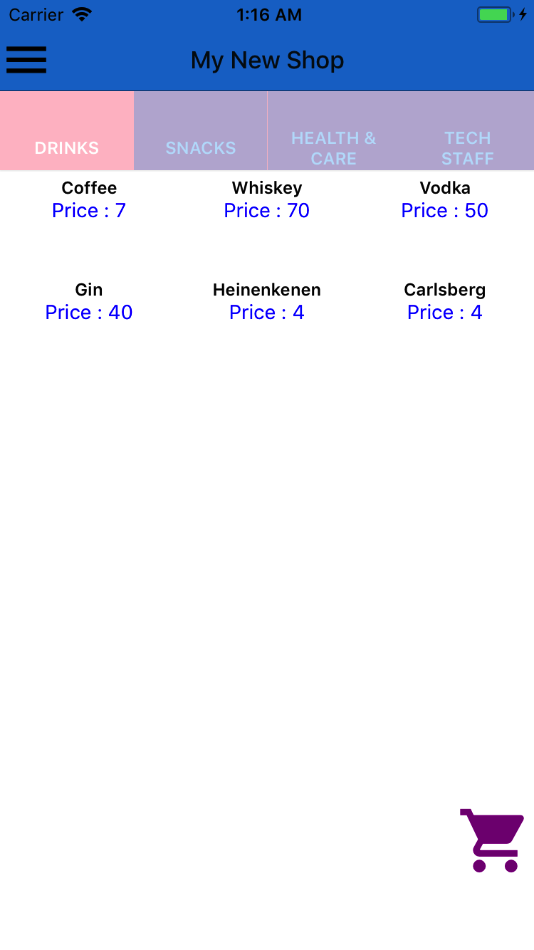 Carrier 1:16 AM
My New Shop
DRINKS SNACKS HEALTH & CARE TECH STAFF
Coffee Whiskey Vodka
Price : 7 Price : 70 Price : 50
Gin Heinenkenen Carlsberg
Price : 40 Price : 4 Price : 4